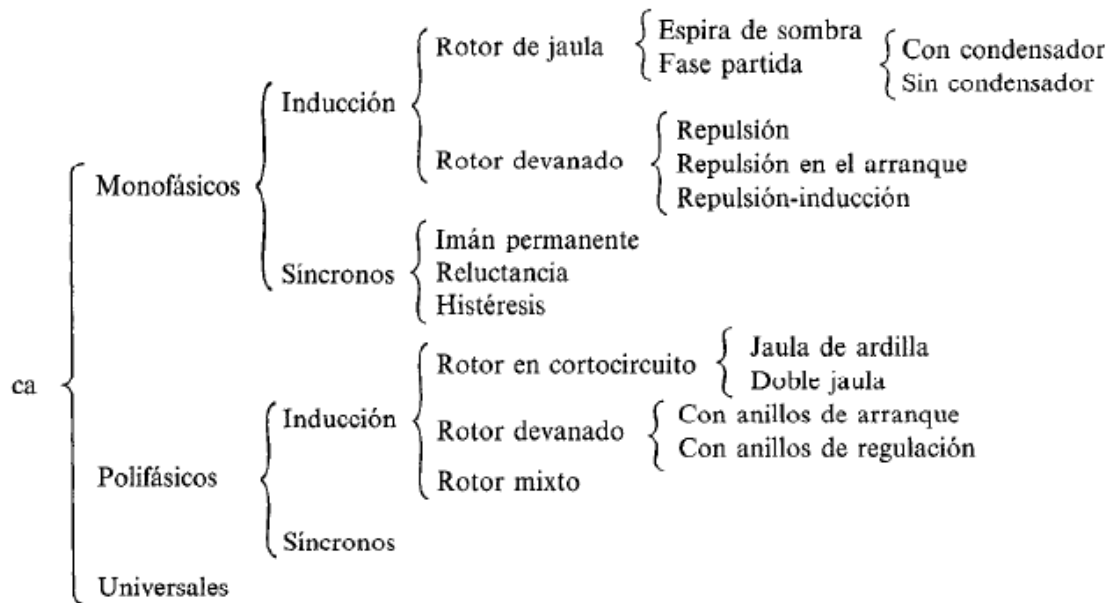 Rotor de jaula
Espira de sombra
Fase partida
Con condensador
Sin condensador
Inducción
Rotor devanado
Repulsión
Repulsión en el arranque
Repulsión-inducción
Monofásicos
Síncronos
Imán permanente
Reluctancia
Histéresis
ca
Rotor en cortocircuito
Jaula de ardilla
Doble jaula
Inducción
Rotor devanado
Con anillos de arranque
Con anillos de regulación
Rotor mixto
Polifásicos
Síncronos
Universales